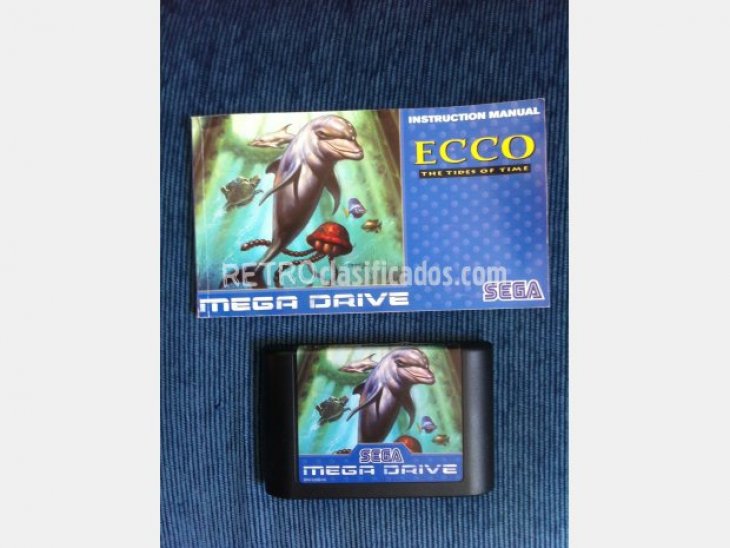 INSTRUCTION MANUAL
ECCO
THE TIDES OF TIME
RETROclasificados.com
MEGA DRIVE
SEGA
SEGA
MEGA DRIVE